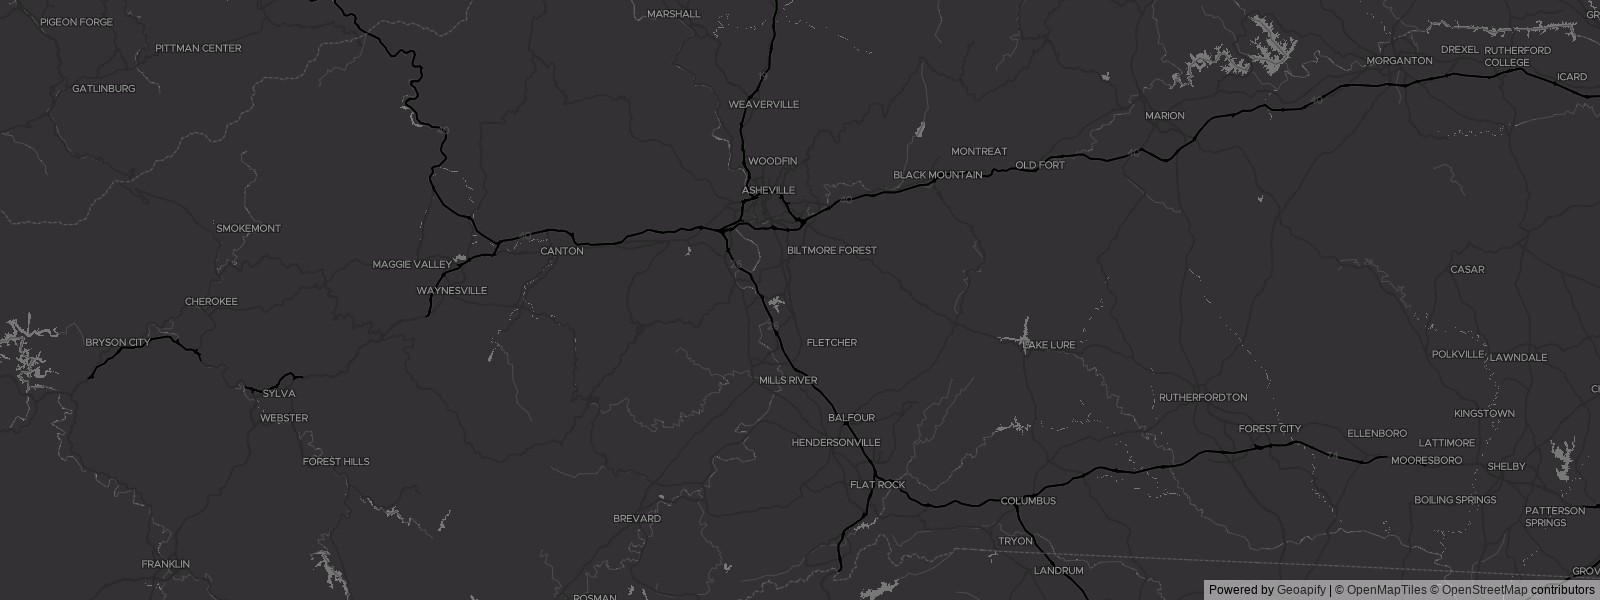 MARSHALL
PIGEON FORGE
PITTMAN CENTER
DREXEL
RUTHERFORD
COLLEGE
MORGANTON
ICARD
GATLINBURG
WEAVERVILLE
MARION
MONTREAT
WOODFIN
OLD FORT
BLACK MOUNTAIN
ASHEVILLE
SMOKEMONT
CANTON
BILTMORE FOREST
MAGGIE VALLEY
CASAR
WAYNESVILLE
CHEROKEE
BRYSON CITY
FLETCHER
LAKE LURE
POLKVILLE
LAWNDALE
MILLS RIVER
SYLVA
RUTHERFORDTON
KINGSTOWN
WEBSTER
BALFOUR
FOREST CITY
ELLENBORO
HENDERSONVILLE
LATTIMORE
FOREST HILLS
MOORESBORO
SHELBY
FLAT ROCK
COLUMBUS
BOILING SPRINGS
BREVARD
PATTERSON
SPRINGS
TRYON
FRANKLIN
LANDRUM
GROV
ROSMAN
Powered by Geoapify | © OpenMapTiles © OpenStreetMap contributors